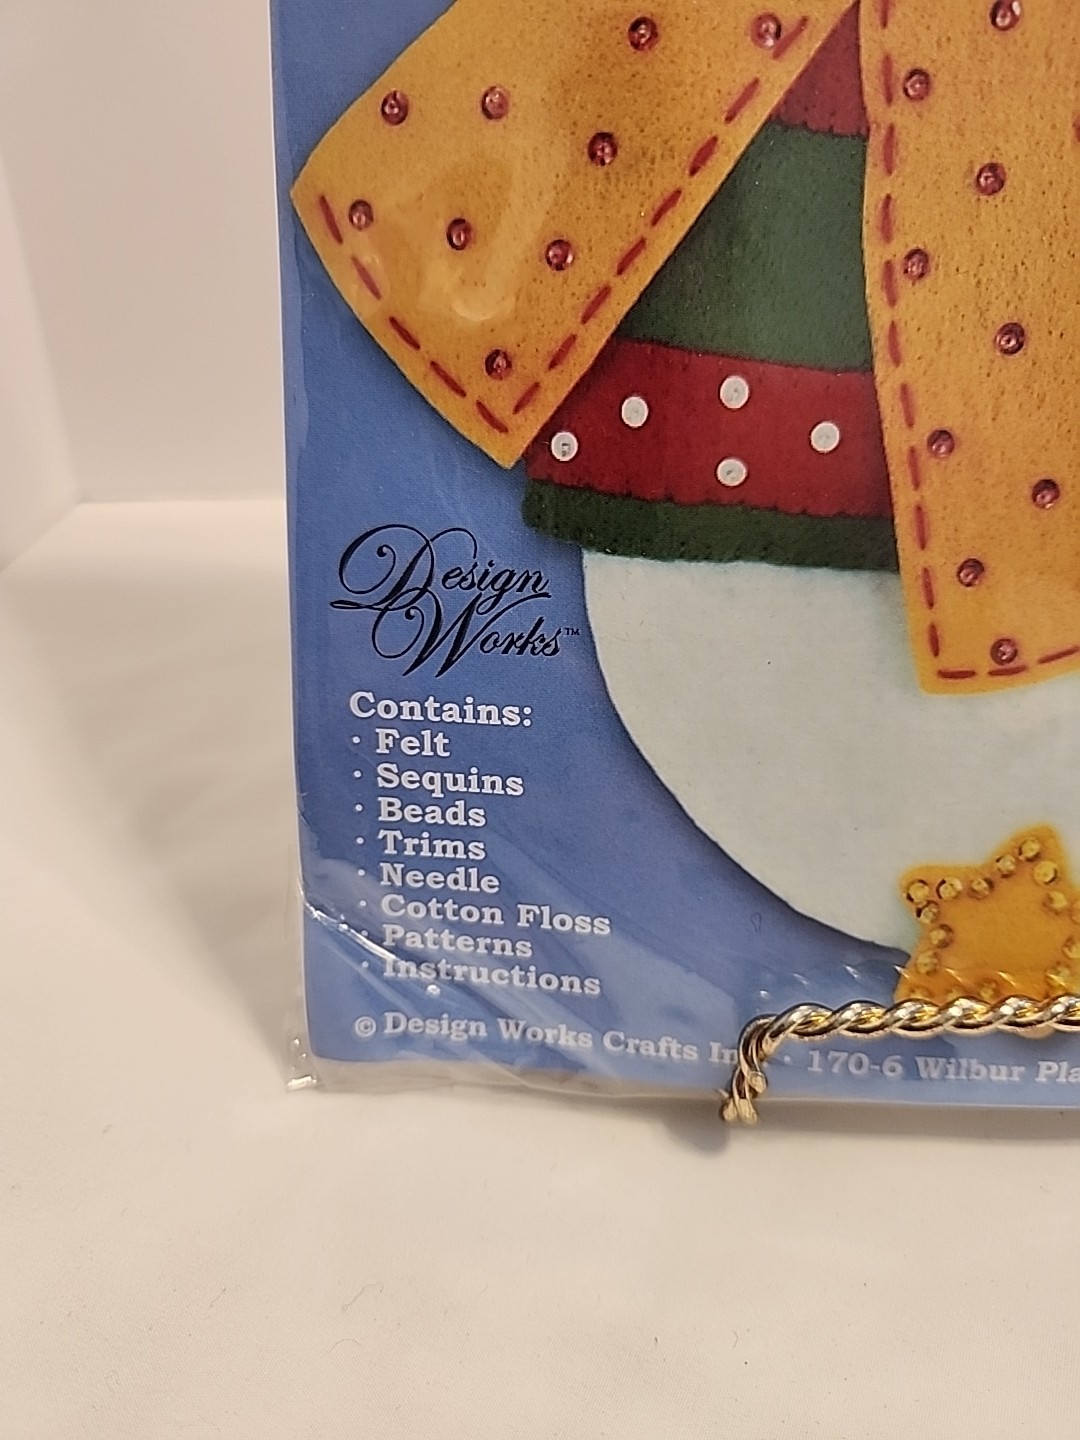 Design
Works™
Contains:
· Felt
· Sequins
· Beads
· Trims
· Needle
· Cotton Floss
· Patterns
· Instructions
© Design Works Crafts · 170-6 Wilbur